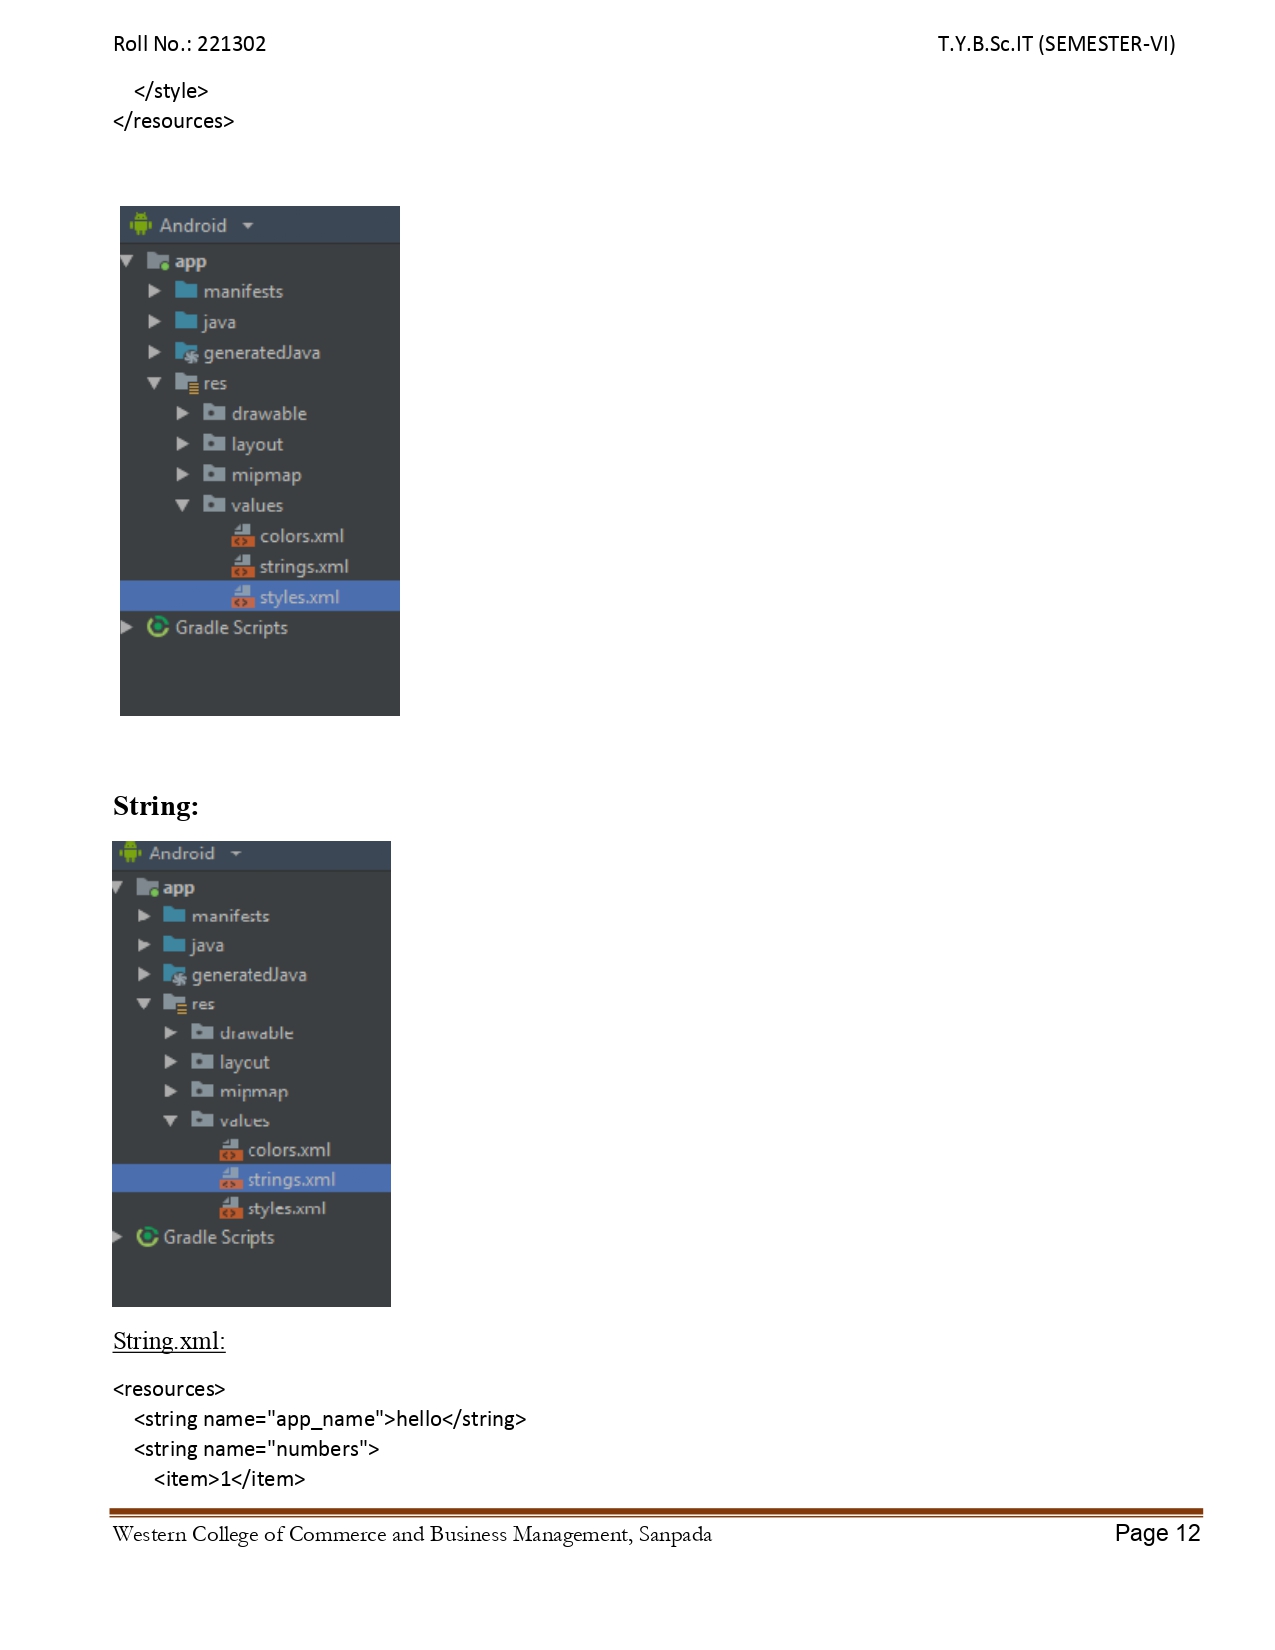 Roll No.: 221302 T.Y.B.Sc.IT (SEMESTER-VI)
</style>
</resources>
Android
app
manifests
java
generatedJava
res
drawable
layout
mipmap
values
colors.xml
strings.xml
styles.xml
Gradle Scripts
String:
Android
app
manifests
java
generatedJava
res
drawable
layout
mipmap
values
colors.xml
strings.xml
styles.xml
Gradle Scripts
String.xml:
<resources>
<string name="app_name">hello</string>
<string name="numbers">
<item>1</item>
Western College of Commerce and Business Management, Sanpada Page 12